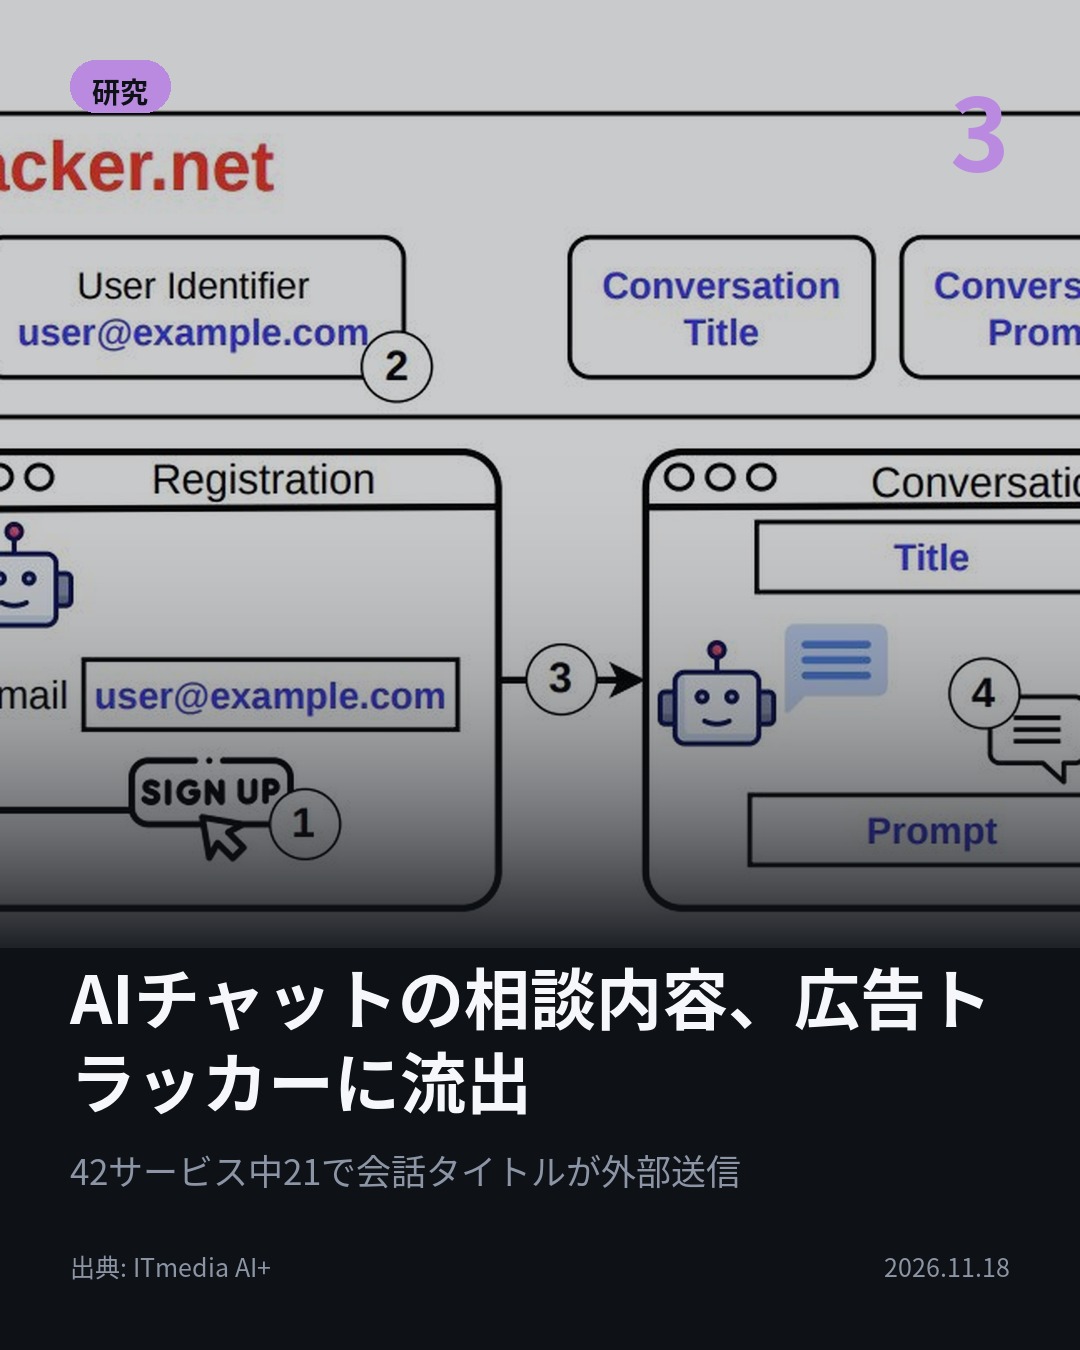 研究
3
acker.net
User Identifier
user@example.com
2
Conversation
Title
Convers
Prom
Registration
Conversatio
Title
3
4
mail
user@example.com
SIGN UP
1
Prompt
AIチャットの相談内容、広告ト
ラッカーに流出
42サービス中21で会話タイトルが外部送信
出典: ITmedia AI+
2026.11.18